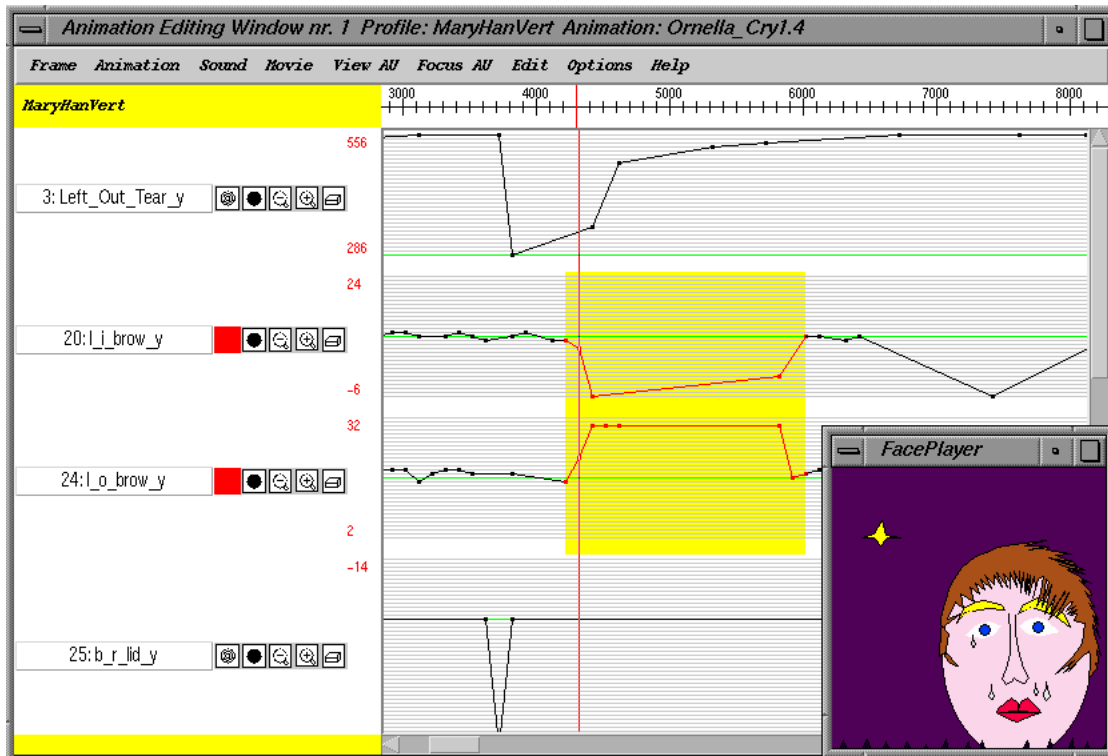 Animation Editing Window nr. 1 Profile: MaryHanVert Animation: Ornella_Cry1.4
Frame Animation Sound Movie View AU Focus AU Edit Options Help
MaryHanVert
3000 4000 5000 6000 7000 8000
556
3: Left_Out_Tear_y
286
24
20: l_i_brow_y
-6
32
24: l_o_brow_y
2
-14
25: b_r_lid_y
FacePlayer